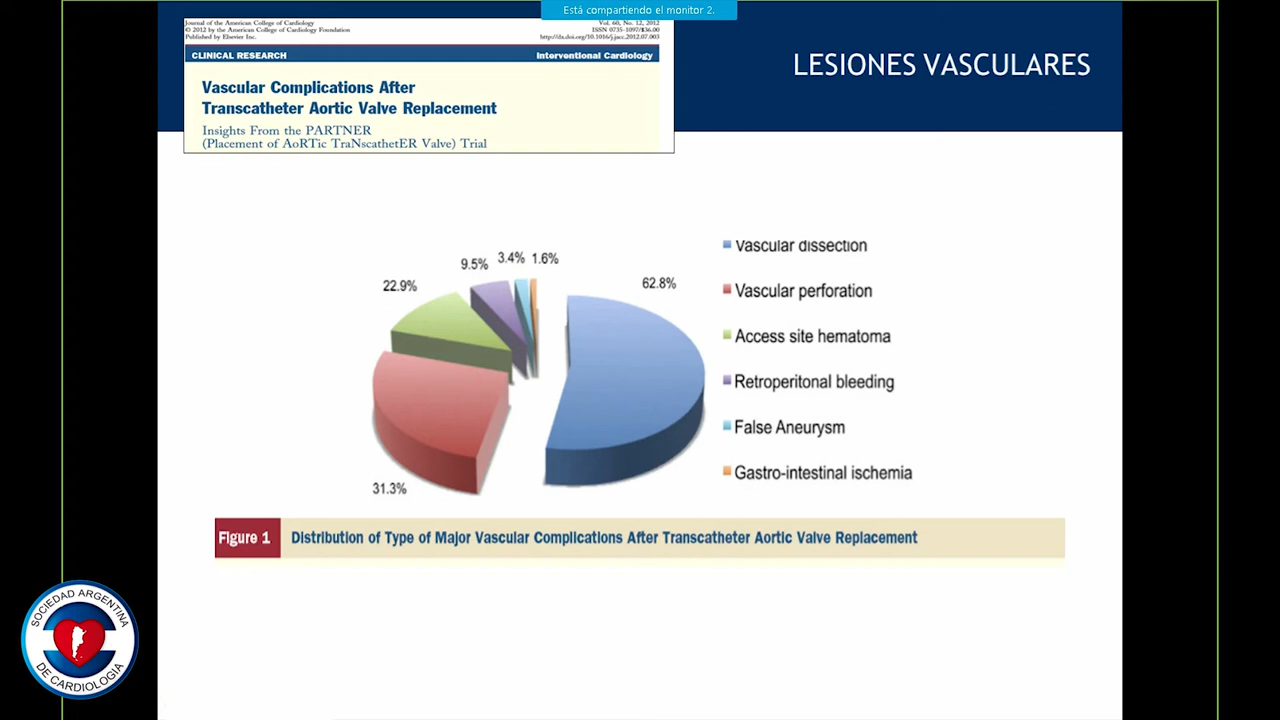 Está compartiendo el monitor 2.
Journal of the American College of Cardiology
© 2012 by the American College of Cardiology Foundation
Published by Elsevier Inc.
Vol. 60, No. 12, 2012
ISSN 0735-1097/$36.00
http://dx.doi.org/10.1016/j.jacc.2012.07.003
CLINICAL RESEARCH
Interventional Cardiology
Vascular Complications After
Transcatheter Aortic Valve Replacement
Insights From the PARTNER
(Placement of AoRTic TraNscathetER Valve) Trial
LESIONES VASCULARES
62.8%
31.3%
22.9%
9.5%
3.4%
1.6%
Vascular dissection
Vascular perforation
Access site hematoma
Retroperitonal bleeding
False Aneurysm
Gastro-intestinal ischemia
Figure 1
Distribution of Type of Major Vascular Complications After Transcatheter Aortic Valve Replacement
SOCIEDAD ARGENTINA
DE CARDIOLOGIA